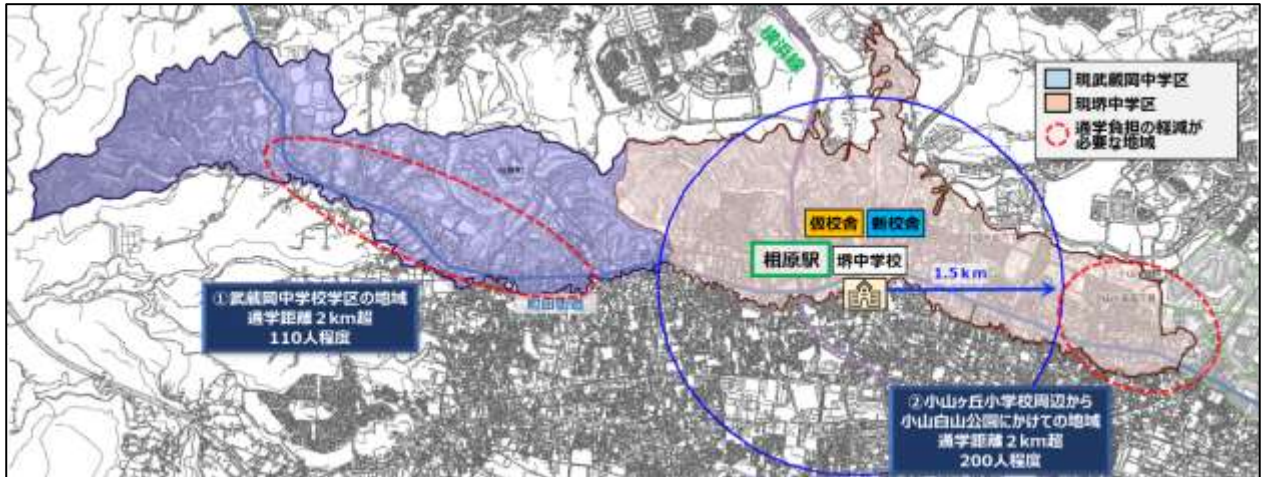 横浜線
現武蔵岡中学区
現堺中学区
通学負担の軽減が
必要な地域
仮校舎
新校舎
相原駅
堺中学校
1.5km
①武蔵岡中学校学区の地域
通学距離2km超
110人程度
町田街道
②小山ヶ丘小学校周辺から
小山白山公園にかけての地域
通学距離2km超
200人程度